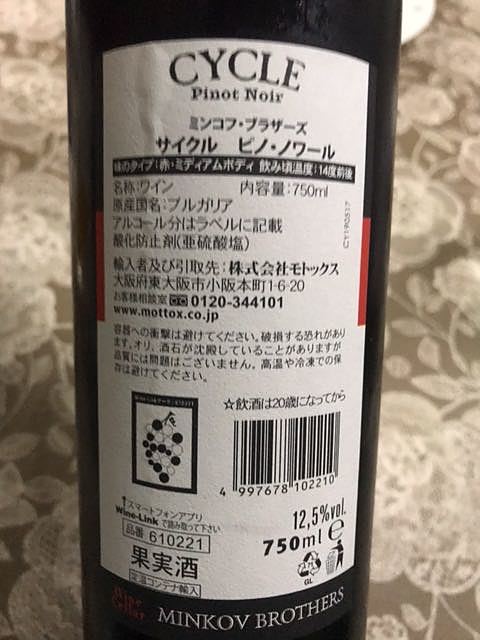 CYCLE
Pinot Noir
ミンコフ・ブラザーズ
サイクル ピノ・ノワール
味のタイプ:赤・ミディアムボディ 飲み頃温度:14度前後
名称:ワイン 内容量:750ml
原産国名:ブルガリア
アルコール分はラベルに記載
酸化防止剤(亜硫酸塩)
CY190517
輸入者及び引取先:株式会社モトックス
大阪府東大阪市小阪本町1-6-20
お客様相談室 0120-344101
www.mottox.co.jp
容器への衝撃は避けてください。破損する恐れがあり
ます。オリ、酒石が沈殿していることがありますが
品質には問題はございません。高温や冷凍での保
存は避けてください。
☆飲酒は20歳になってから
4 997678 102210
スマートフォンアプリ
Wine-Link で読み取って下さい
品番 610221
果実酒
定温コンテナ輸入
12,5%vol.
750ml e
GL
MINKOV BROTHERS